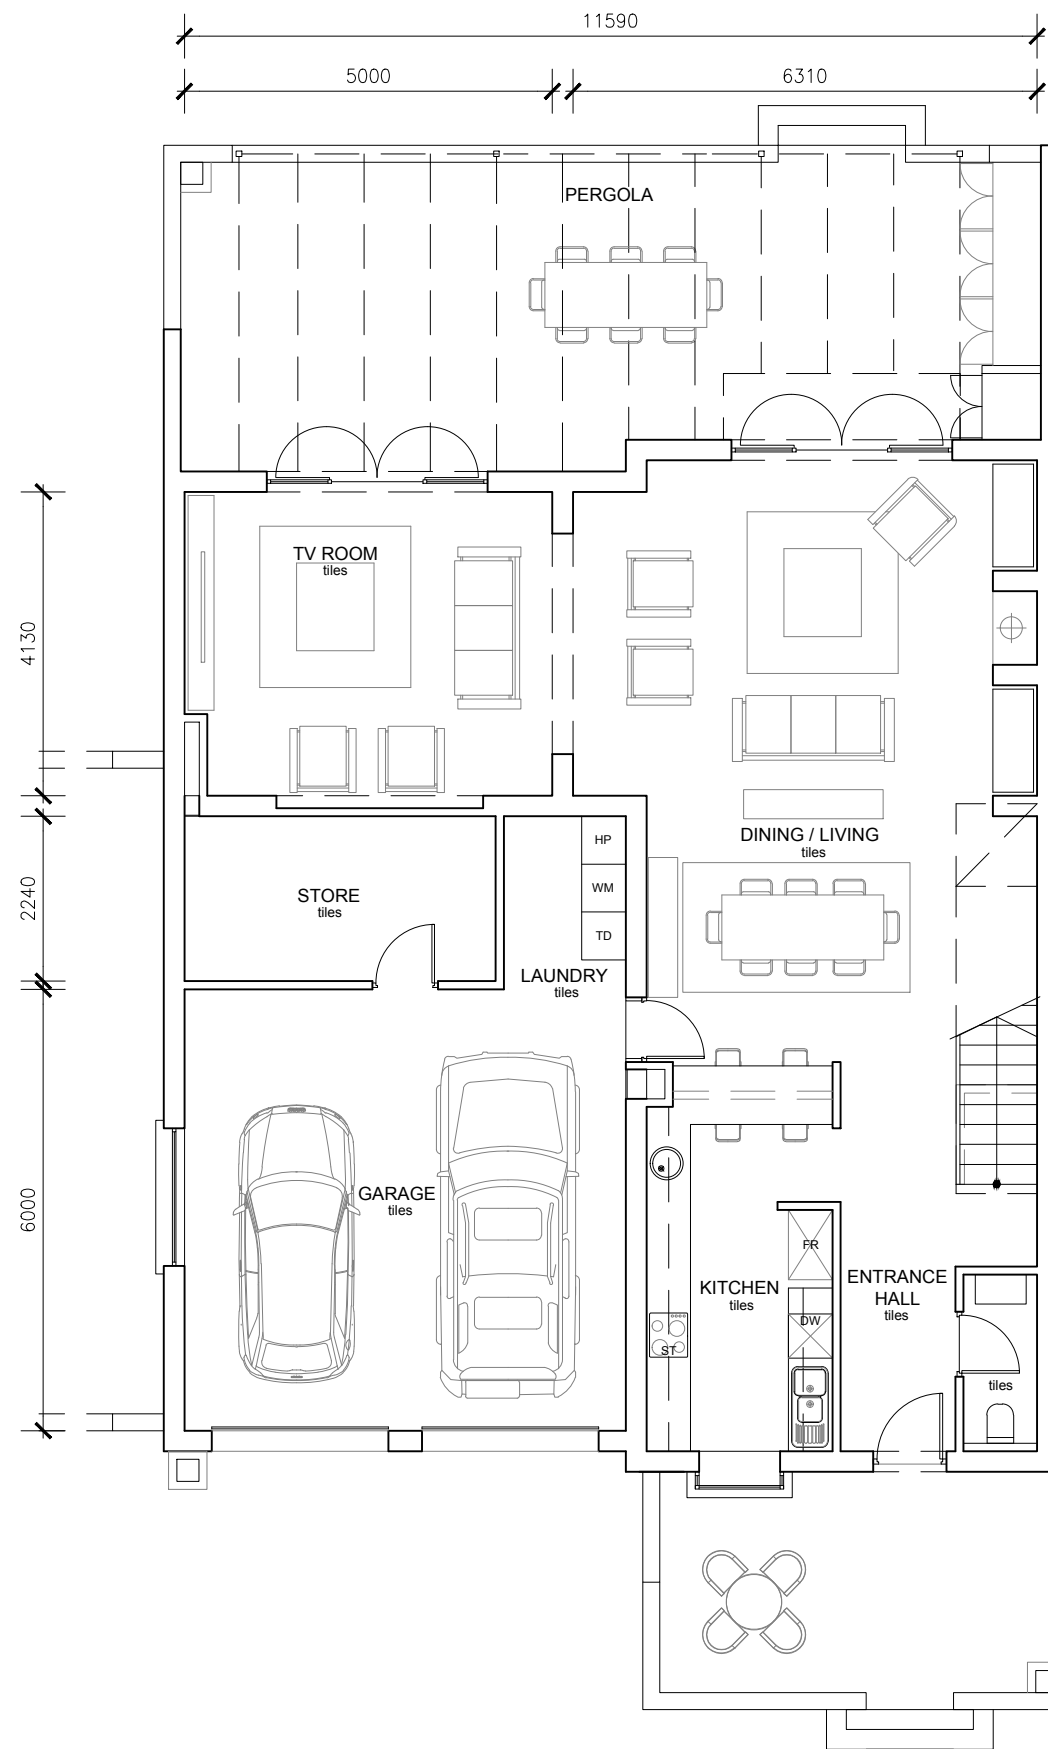 11590
5000
6310
PERGOLA
TV ROOM
tiles
4130
DINING / LIVING
tiles
HP
WM
TD
STORE
tiles
2240
LAUNDRY
tiles
GARAGE
tiles
6000
FR
KITCHEN
tiles
ENTRANCE
HALL
tiles
DW
ST
tiles